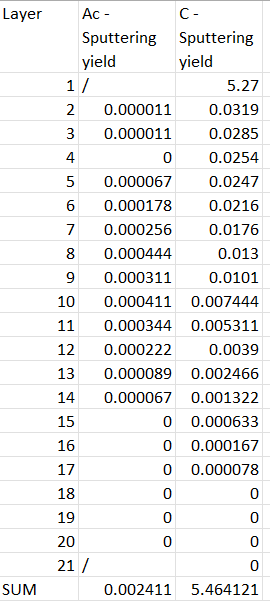 Layer Ac - Sputtering yield C - Sputtering yield
1 / 5.27
2 0.000011 0.0319
3 0.000011 0.0285
4 0 0.0254
5 0.000067 0.0247
6 0.000178 0.0216
7 0.000256 0.0176
8 0.000444 0.013
9 0.000311 0.0101
10 0.000411 0.007444
11 0.000344 0.005311
12 0.000222 0.0039
13 0.000089 0.002466
14 0.000067 0.001322
15 0 0.000633
16 0 0.000167
17 0 0.000078
18 0 0
19 0 0
20 0 0
21 / 0
SUM 0.002411 5.464121